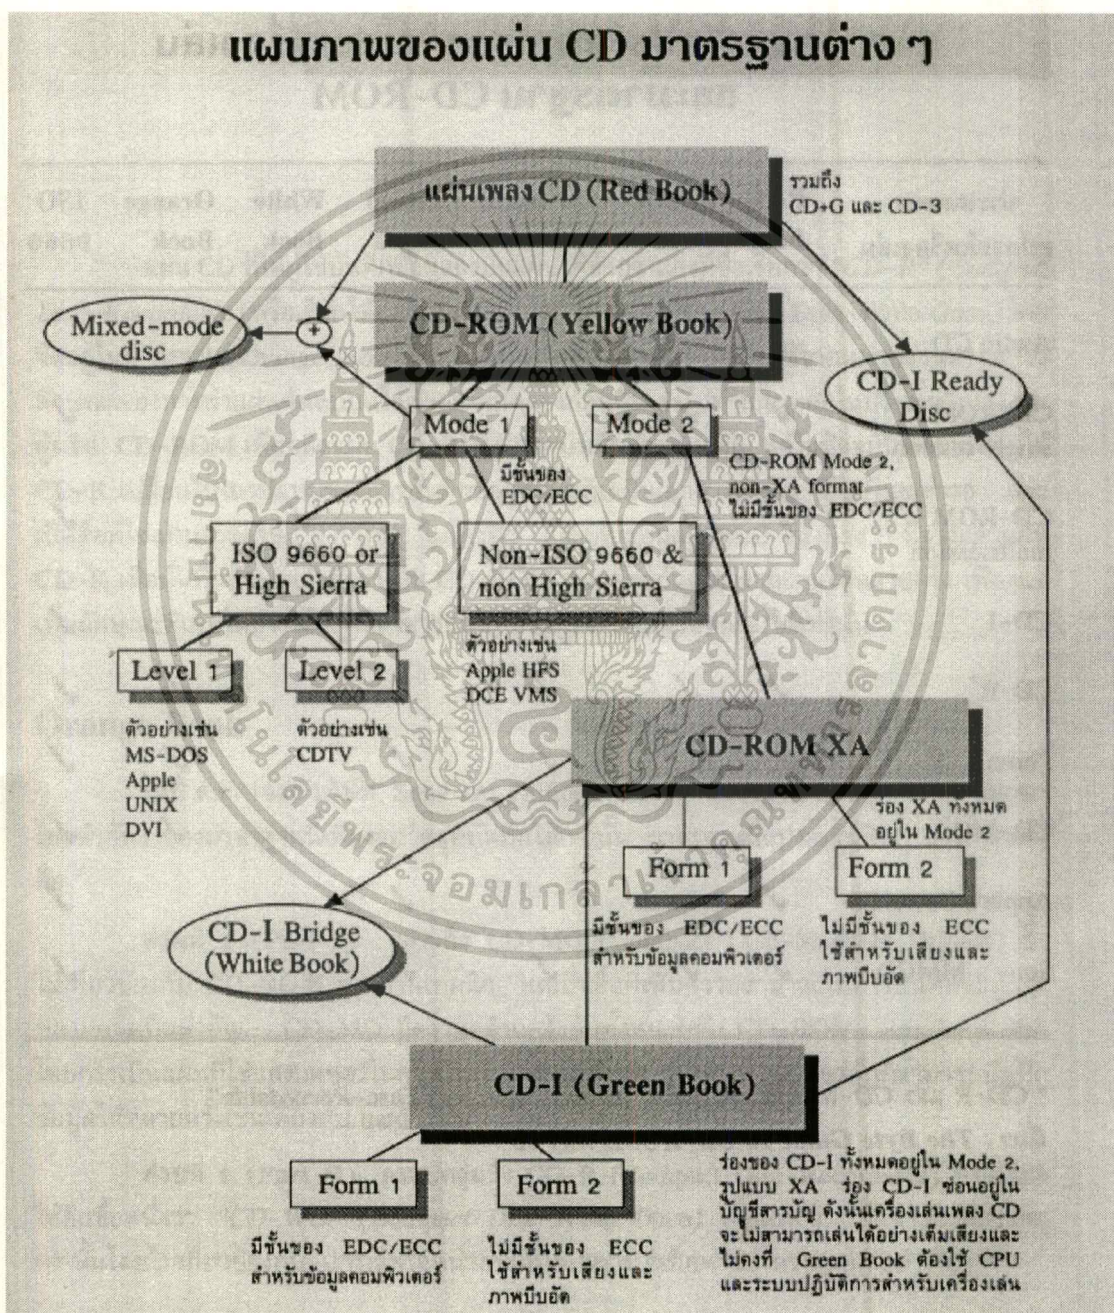 แผนภาพของแผ่น CD มาตรฐานต่าง ๆ
แผ่นเพลง CD (Red Book)
รวมถึง
CD+G และ CD-3
CD-ROM (Yellow Book)
Mixed-mode
disc
+
CD-I Ready
Disc
Mode 1
Mode 2
มีชั้นของ
EDC/ECC
CD-ROM Mode 2,
non-XA format
ไม่มีชั้นของ EDC/ECC
ISO 9660 or
High Sierra
Non-ISO 9660 &
non High Sierra
Level 1
Level 2
ตัวอย่างเช่น
Apple HFS
DCE VMS
ตัวอย่างเช่น
MS-DOS
Apple
UNIX
DVI
ตัวอย่างเช่น
CDTV
CD-ROM XA
ร่อง XA ทั้งหมด
อยู่ใน Mode 2
Form 1
Form 2
มีชั้นของ EDC/ECC
สำหรับข้อมูลคอมพิวเตอร์
ไม่มีชั้นของ ECC
ใช้สำหรับเสียงและ
ภาพบีบอัด
CD-I Bridge
(White Book)
CD-I (Green Book)
Form 1
Form 2
มีชั้นของ EDC/ECC
สำหรับข้อมูลคอมพิวเตอร์
ไม่มีชั้นของ ECC
ใช้สำหรับเสียงและ
ภาพบีบอัด
ร่องของ CD-I ทั้งหมดอยู่ใน Mode 2,
รูปแบบ XA ร่อง CD-I ซ่อนอยู่ใน
บัญชีสารบัญ ดังนั้นเครื่องเล่นเพลง CD
จะไม่สามารถเล่นได้อย่างเต็มเสียงและ
ไม่คงที่ Green Book ต้องใช้ CPU
และระบบปฏิบัติการสำหรับเครื่องเล่น